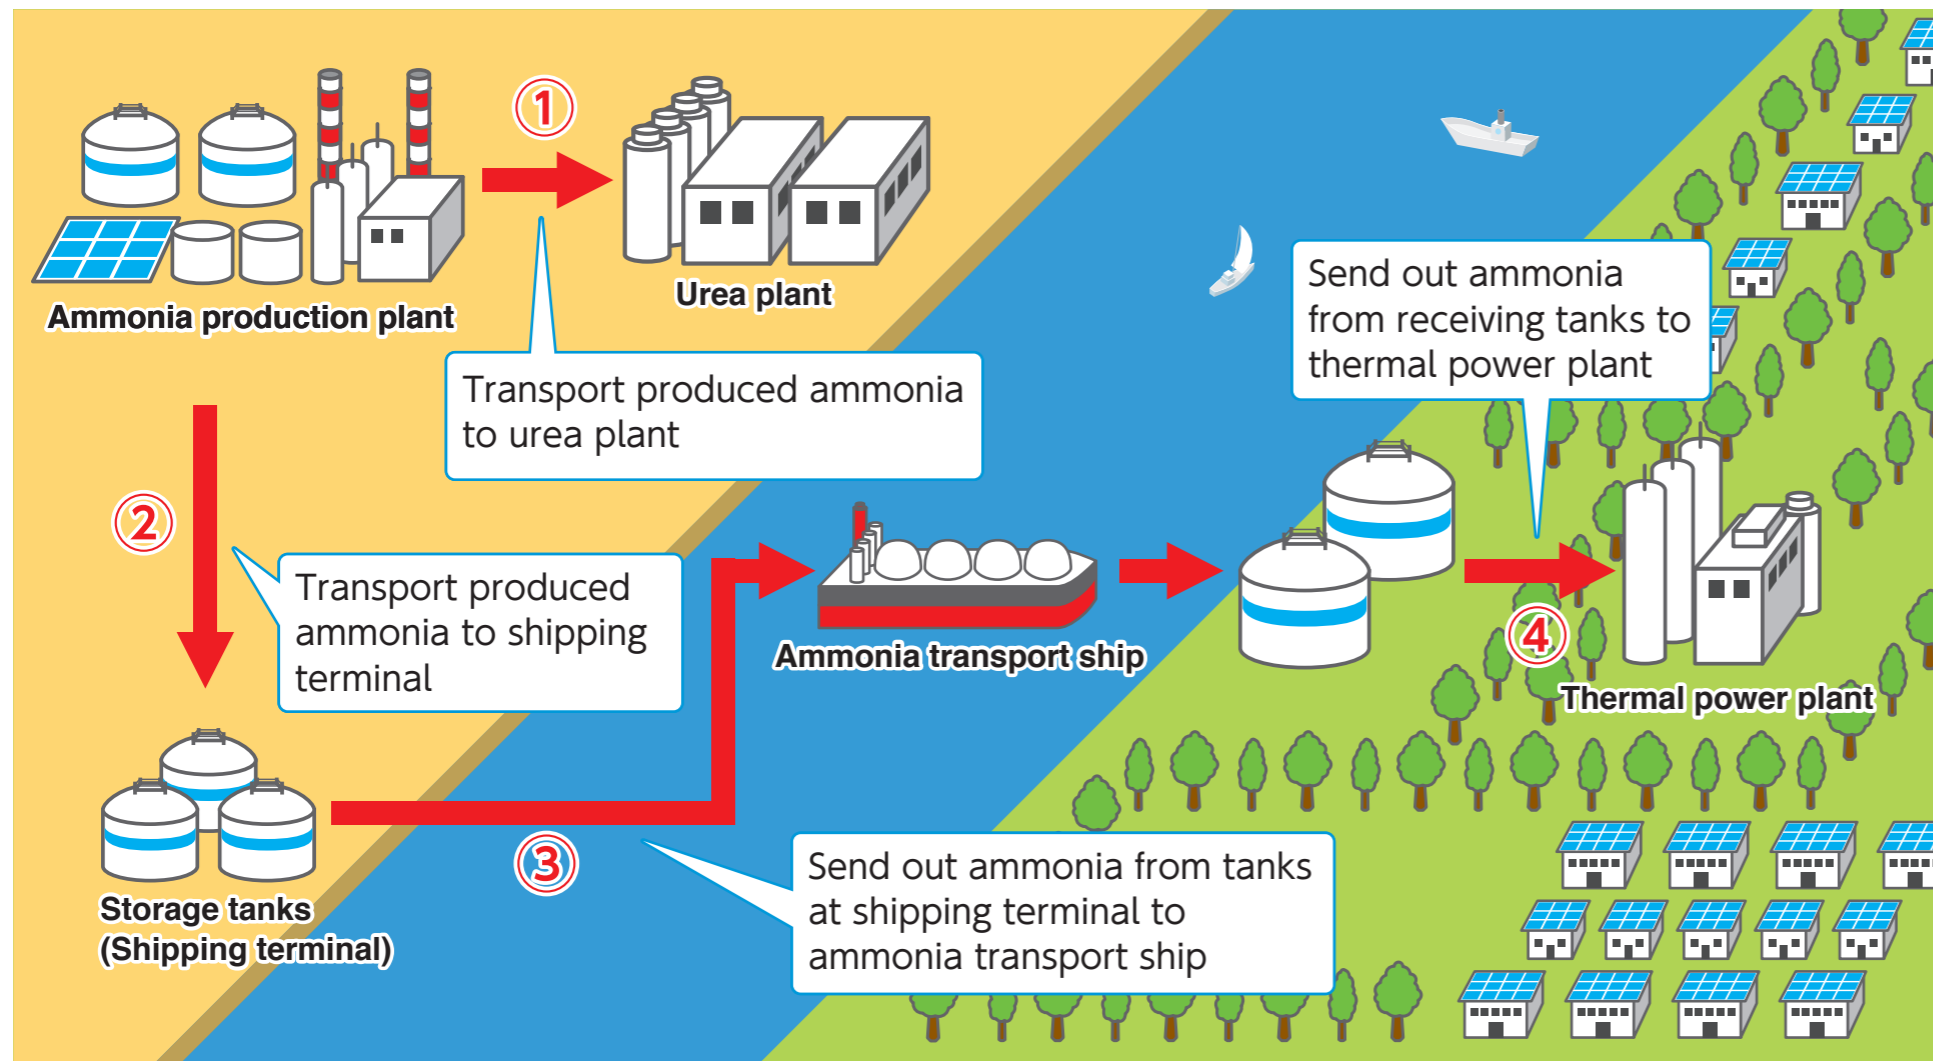 ①
Ammonia production plant
Urea plant
Transport produced ammonia
to urea plant
②
Transport produced
ammonia to shipping
terminal
Storage tanks
(Shipping terminal)
③
Send out ammonia from tanks
at shipping terminal to
ammonia transport ship
Ammonia transport ship
Send out ammonia
from receiving tanks to
thermal power plant
④
Thermal power plant